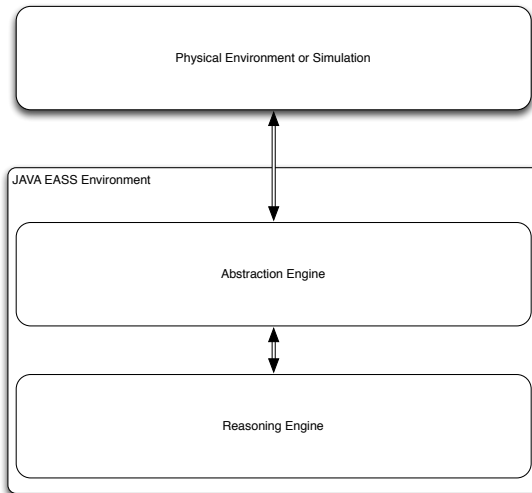 Physical Environment or Simulation
JAVA EASS Environment
Abstraction Engine
Reasoning Engine